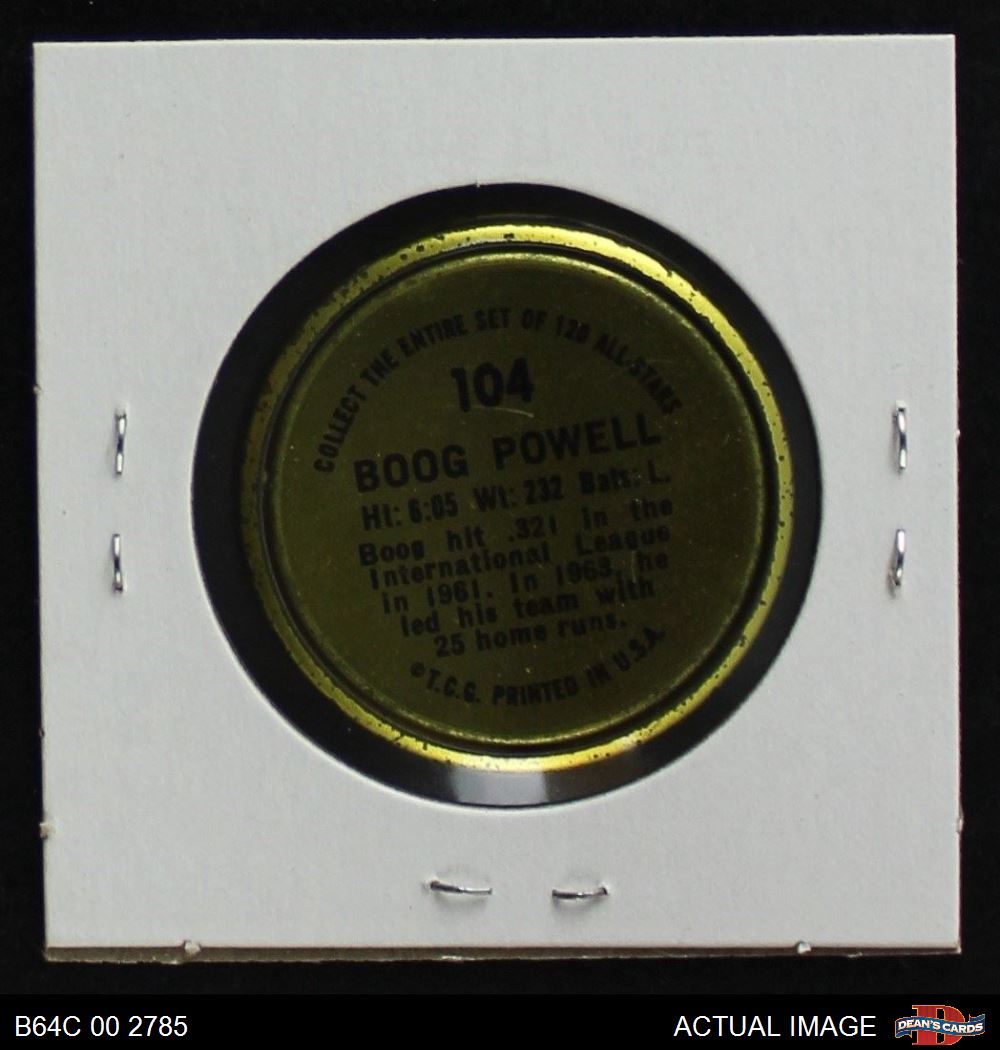 COLLECT THE ENTIRE SET OF 120 ALL-STARS
104
BOOG POWELL
Ht: 6:05 Wt: 232 Bats: L.
Boog hit .321 in the
International League
in 1961. In 1963, he
led his team with
25 home runs.
©T.C.G. PRINTED IN U.S.A.
B64C 00 2785
ACTUAL IMAGE
D
DEAN'S CARDS